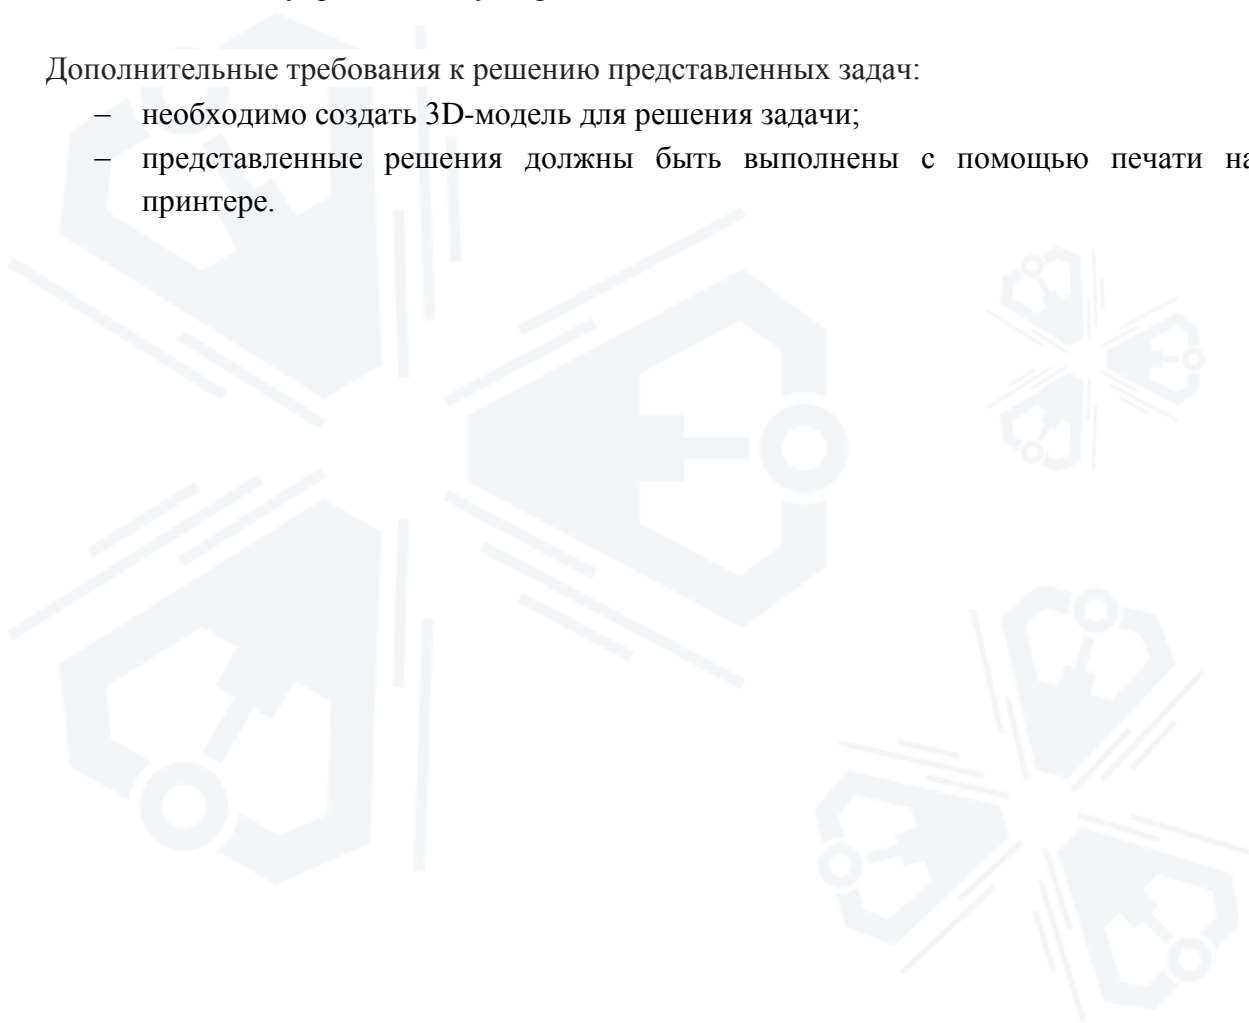 Дополнительные требования к решению представленных задач:
– необходимо создать 3D-модель для решения задачи;
– представленные решения должны быть выполнены с помощью печати на
принтере.